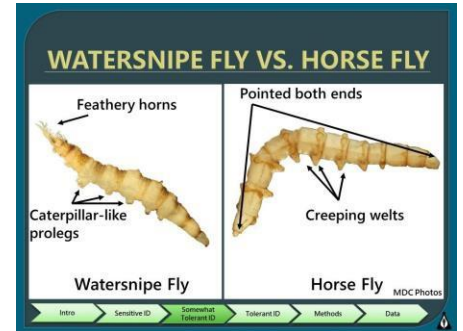 WATERSNIPE FLY VS. HORSE FLY
Feathery horns
Caterpillar-like
prolegs
Watersnipe Fly
Pointed both ends
Creeping welts
Horse Fly
MDC Photos
Intro
Sensitive ID
Somewhat
Tolerant ID
Tolerant ID
Methods
Data